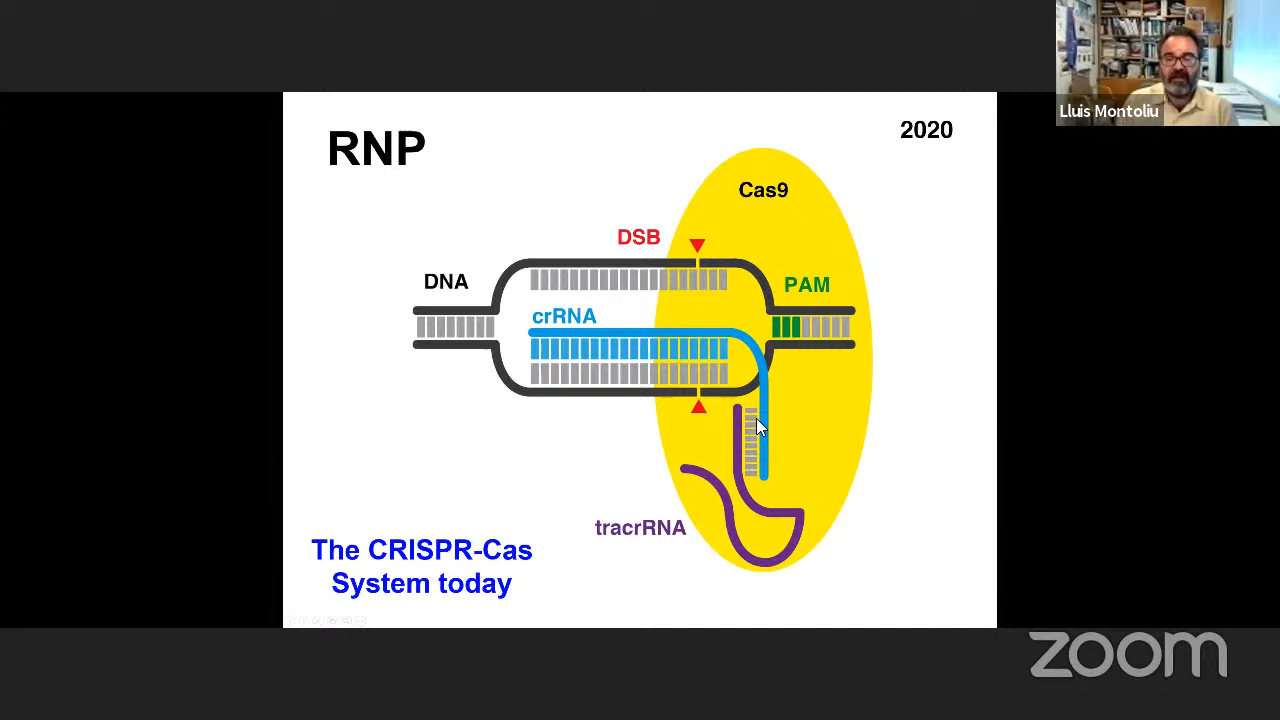 Lluis Montoliu
RNP
2020
Cas9
DSB
DNA
PAM
crRNA
tracrRNA
The CRISPR-Cas
System today
zoom